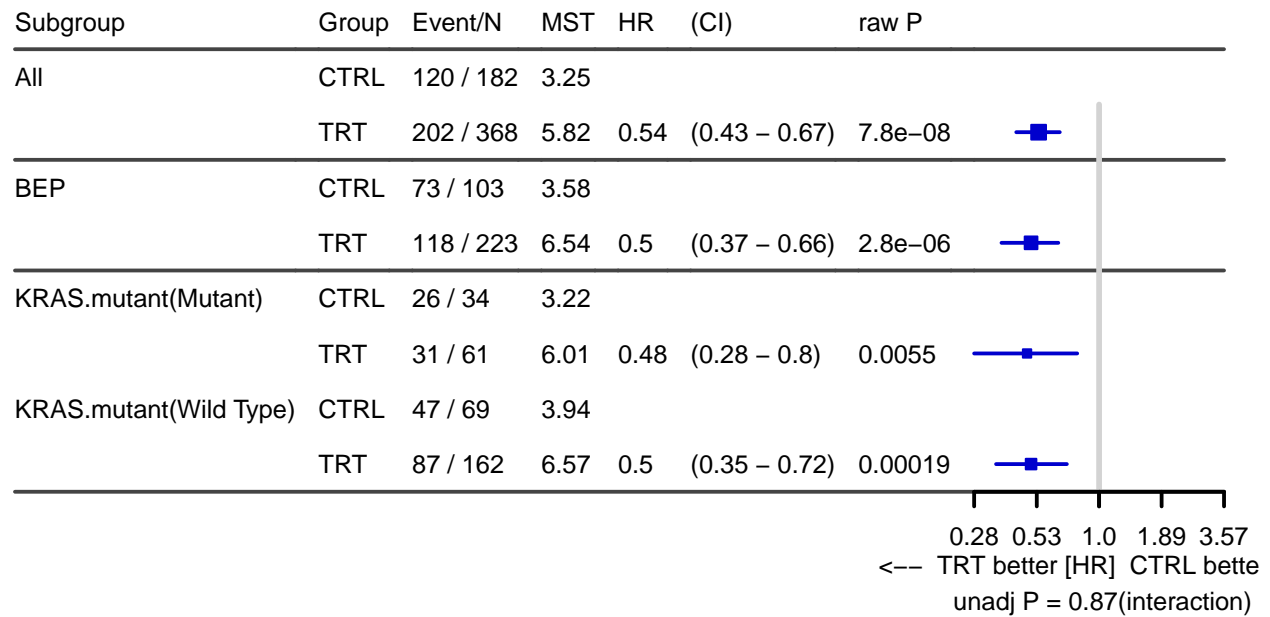 Subgroup Group Event/N MST HR (CI) raw P
All CTRL 120 / 182 3.25
TRT 202 / 368 5.82 0.54 (0.43 − 0.67) 7.8e−08
BEP CTRL 73 / 103 3.58
TRT 118 / 223 6.54 0.5 (0.37 − 0.66) 2.8e−06
KRAS.mutant(Mutant) CTRL 26 / 34 3.22
TRT 31 / 61 6.01 0.48 (0.28 − 0.8) 0.0055
KRAS.mutant(Wild Type) CTRL 47 / 69 3.94
TRT 87 / 162 6.57 0.5 (0.35 − 0.72) 0.00019
0.28 0.53 1.0 1.89 3.57
<−− TRT better [HR] CTRL bette
unadj P = 0.87(interaction)